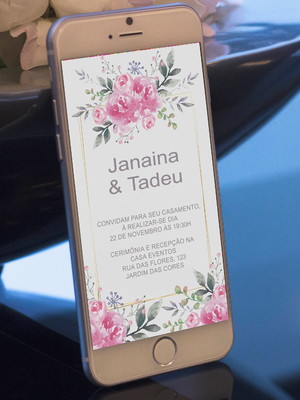 Janaina
& Tadeu
CONVIDAM PARA SEU CASAMENTO,
À REALIZAR-SE DIA
22 DE NOVEMBRO ÀS 19:30H
CERIMÔNIA E RECEPÇÃO NA
CASA EVENTOS
RUA DAS FLORES, 123
JARDIM DAS CORES